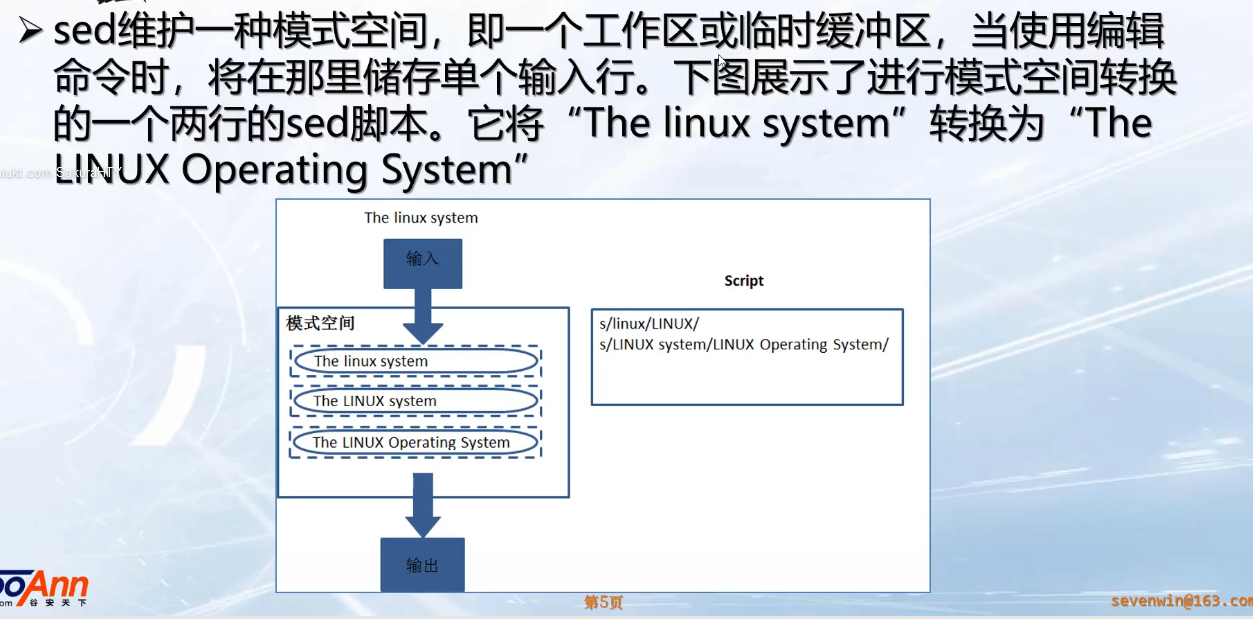 sed维护一种模式空间，即一个工作区或临时缓冲区，当使用编辑
命令时，将在那里储存单个输入行。下图展示了进行模式空间转换
的一个两行的sed脚本。它将“The linux system”转换为“The
LINUX Operating System”
The linux system
输入
模式空间
The linux system
The LINUX system
The LINUX Operating System
输出
Script
s/linux/LINUX/
s/LINUX system/LINUX Operating System/
ooAnn
om 谷安天下
第5页
sevenwin@163.com